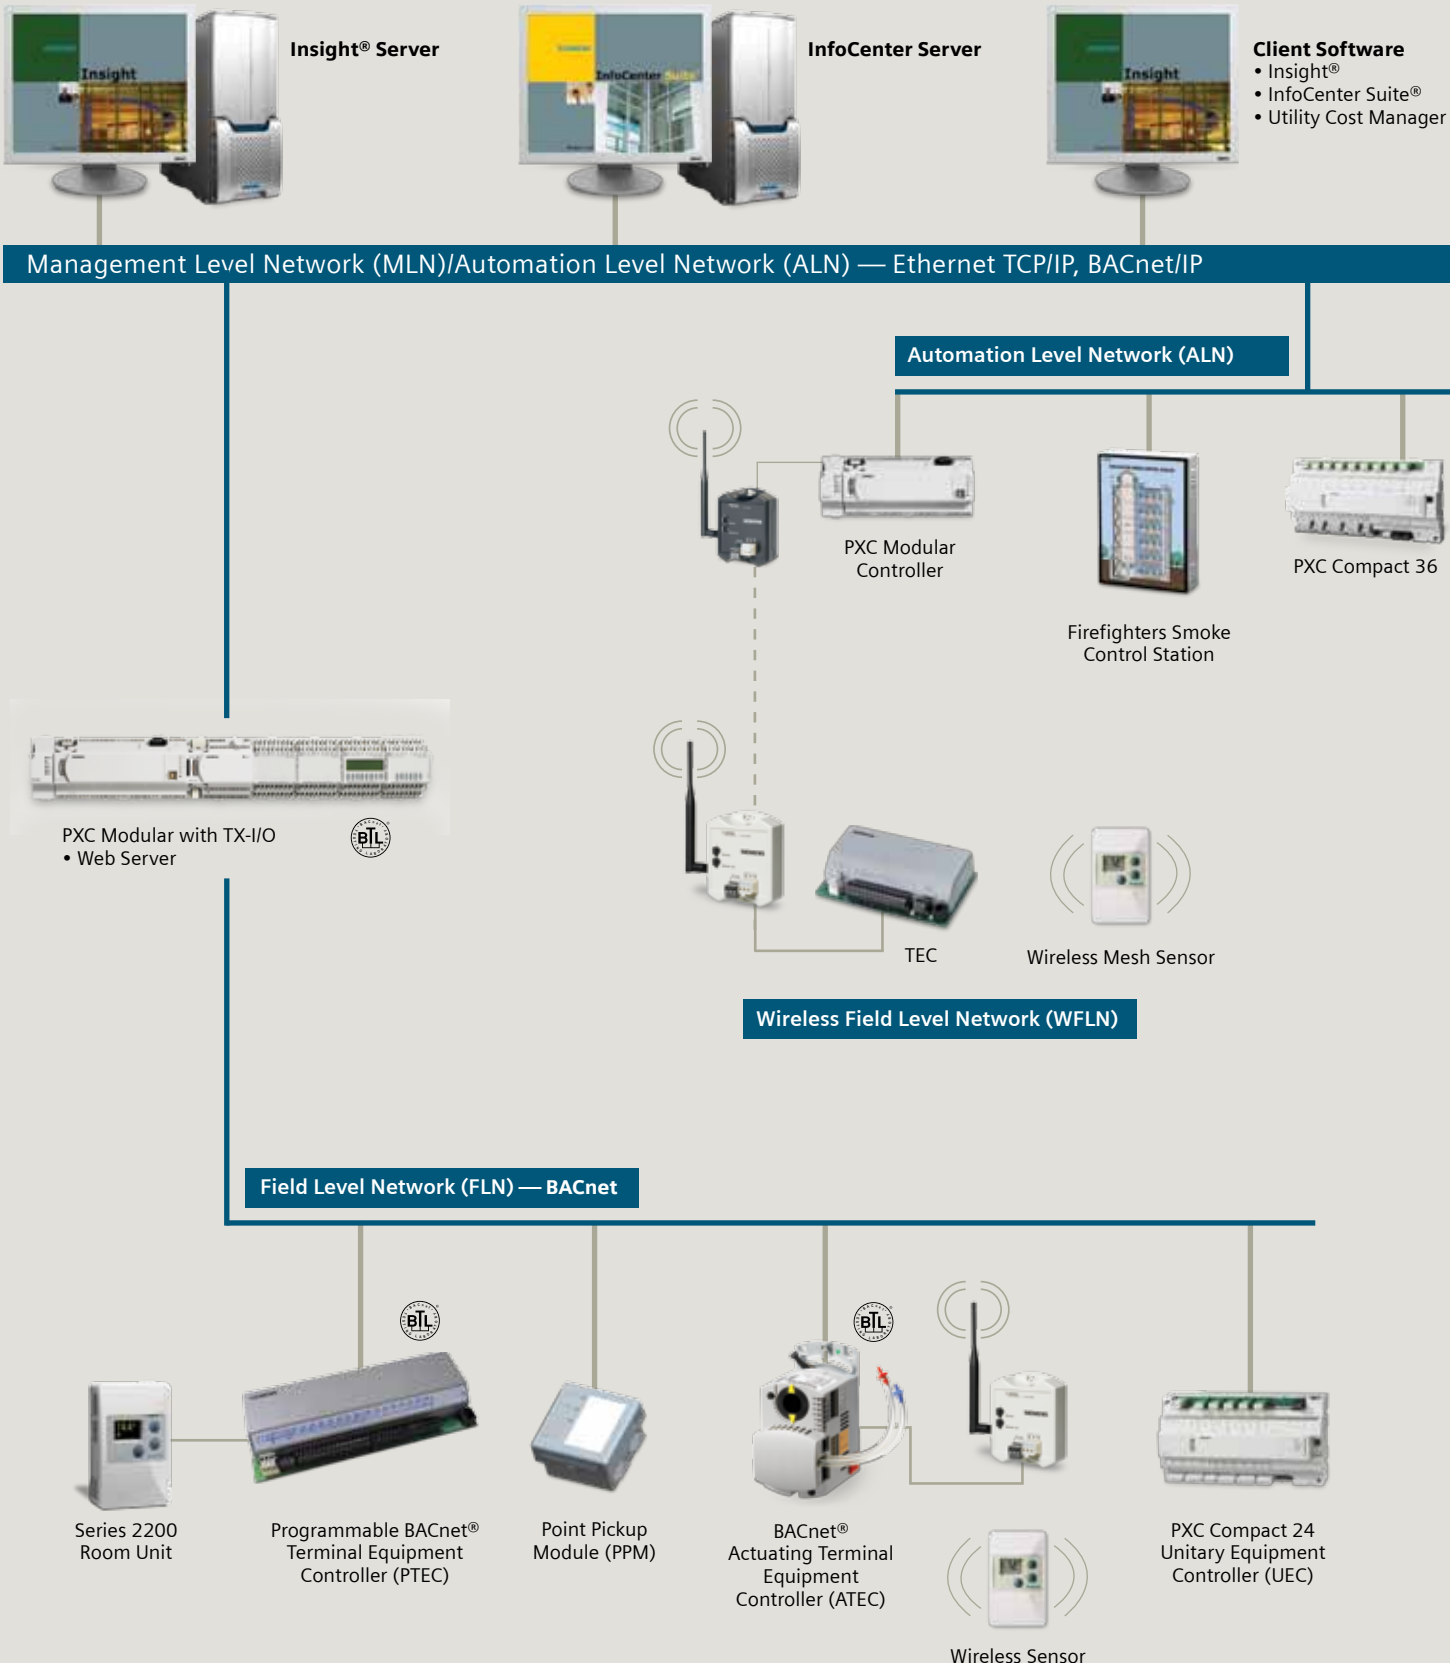 Insight
Insight® Server
InfoCenter Suite
InfoCenter Server
Insight
Client Software
• Insight®
• InfoCenter Suite®
• Utility Cost Manager
Management Level Network (MLN)/Automation Level Network (ALN) — Ethernet TCP/IP, BACnet/IP
Automation Level Network (ALN)
PXC Modular
Controller
Firefighters Smoke
Control Station
PXC Compact 36
PXC Modular with TX-I/O
• Web Server
BTL
TEC
Wireless Mesh Sensor
Wireless Field Level Network (WFLN)
Field Level Network (FLN) — BACnet
BTL
BTL
Series 2200
Room Unit
Programmable BACnet®
Terminal Equipment
Controller (PTEC)
Point Pickup
Module (PPM)
BACnet®
Actuating Terminal
Equipment
Controller (ATEC)
PXC Compact 24
Unitary Equipment
Controller (UEC)
Wireless Sensor